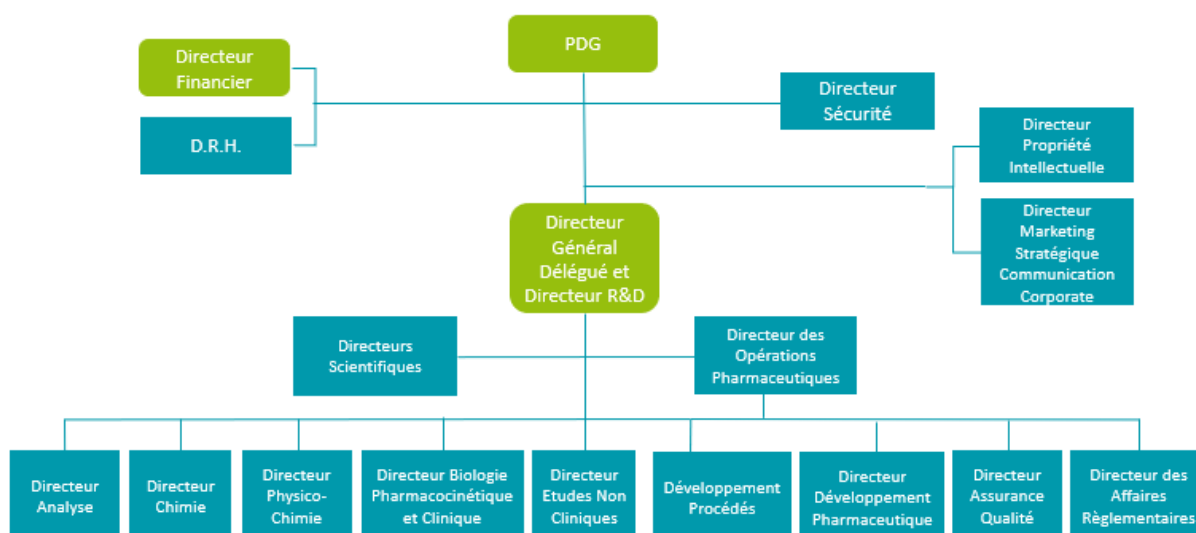 PDG
Directeur
Financier
Directeur
Sécurité
D.R.H.
Directeur
Propriété
Intellectuelle
Directeur
Marketing
Stratégique
Communication
Corporate
Directeur
Général
Délégué et
Directeur R&D
Directeurs
Scientifiques
Directeur des
Opérations
Pharmaceutiques
Directeur
Analyse
Directeur
Chimie
Directeur
Physico-
Chimie
Directeur Biologie
Pharmacocinétique
et Clinique
Directeur
Etudes Non
Cliniques
Développement
Procédés
Directeur
Développement
Pharmaceutique
Directeur
Assurance
Qualité
Directeur des
Affaires
Règlementaires